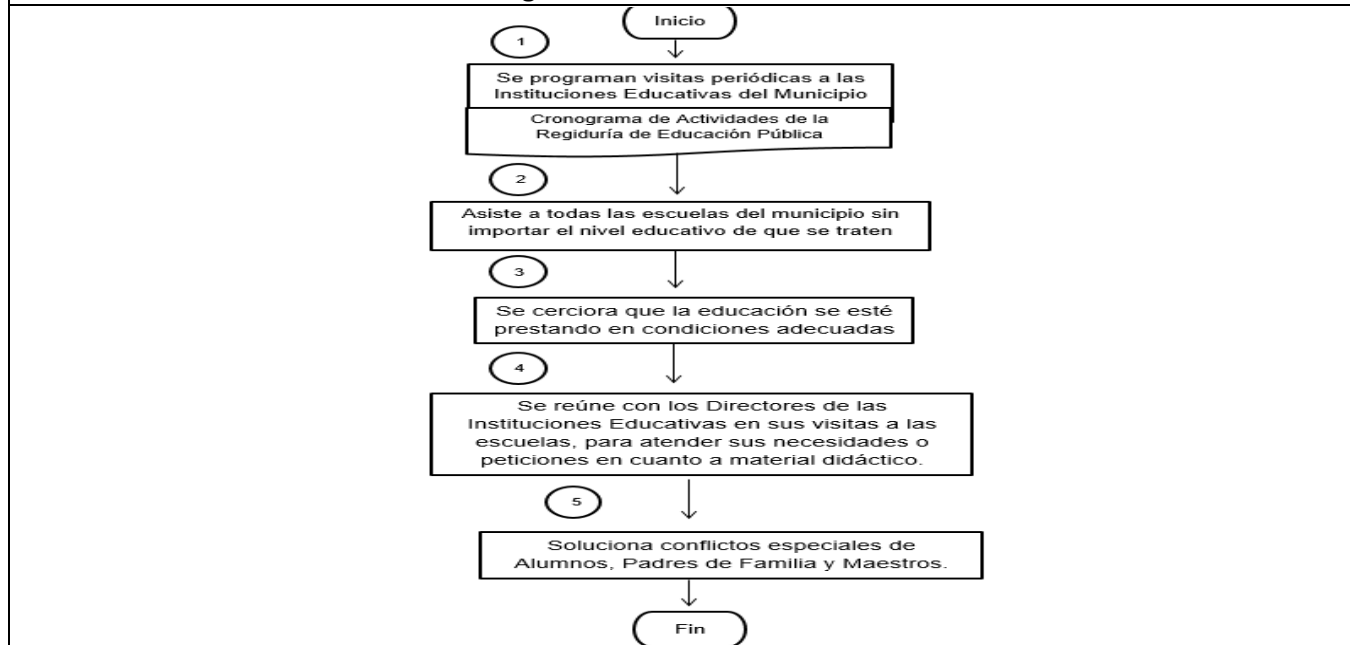 Inicio
1
Se programan visitas periódicas a las
Instituciones Educativas del Municipio
Cronograma de Actividades de la
Regiduría de Educación Pública
2
Asiste a todas las escuelas del municipio sin
importar el nivel educativo de que se traten
3
Se cerciora que la educación se esté
prestando en condiciones adecuadas
4
Se reúne con los Directores de las
Instituciones Educativas en sus visitas a las
escuelas, para atender sus necesidades o
peticiones en cuanto a material didáctico.
5
Soluciona conflictos especiales de
Alumnos, Padres de Familia y Maestros.
Fin